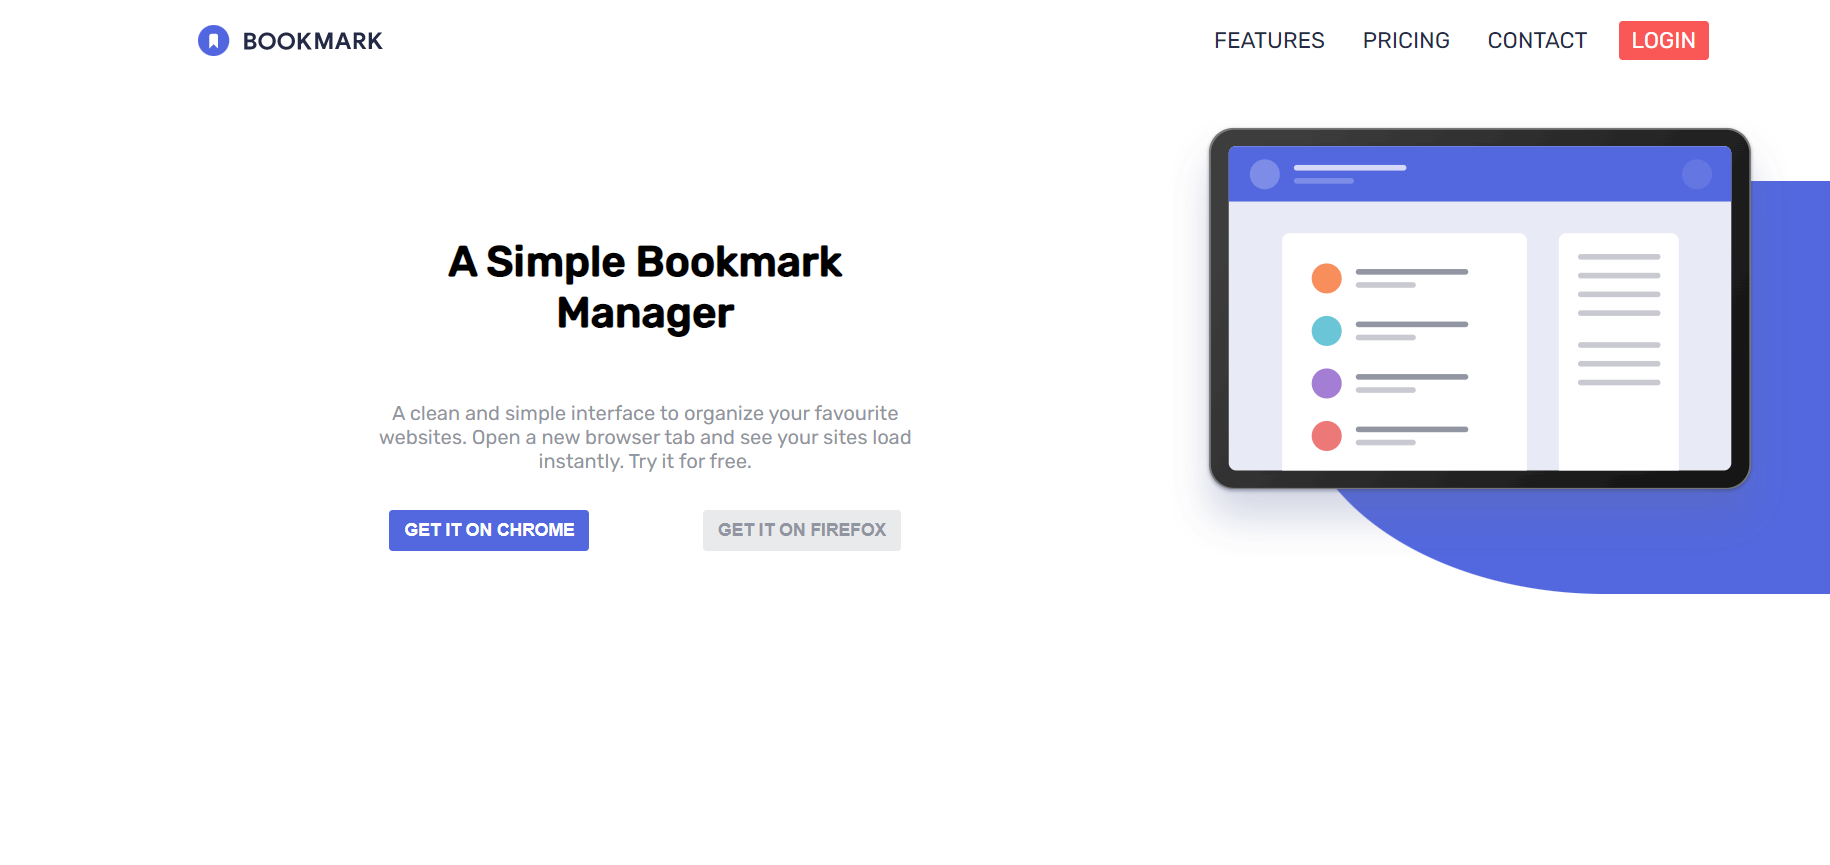 BOOKMARK
FEATURES PRICING CONTACT LOGIN
A Simple Bookmark
Manager
A clean and simple interface to organize your favourite
websites. Open a new browser tab and see your sites load
instantly. Try it for free.
GET IT ON CHROME GET IT ON FIREFOX